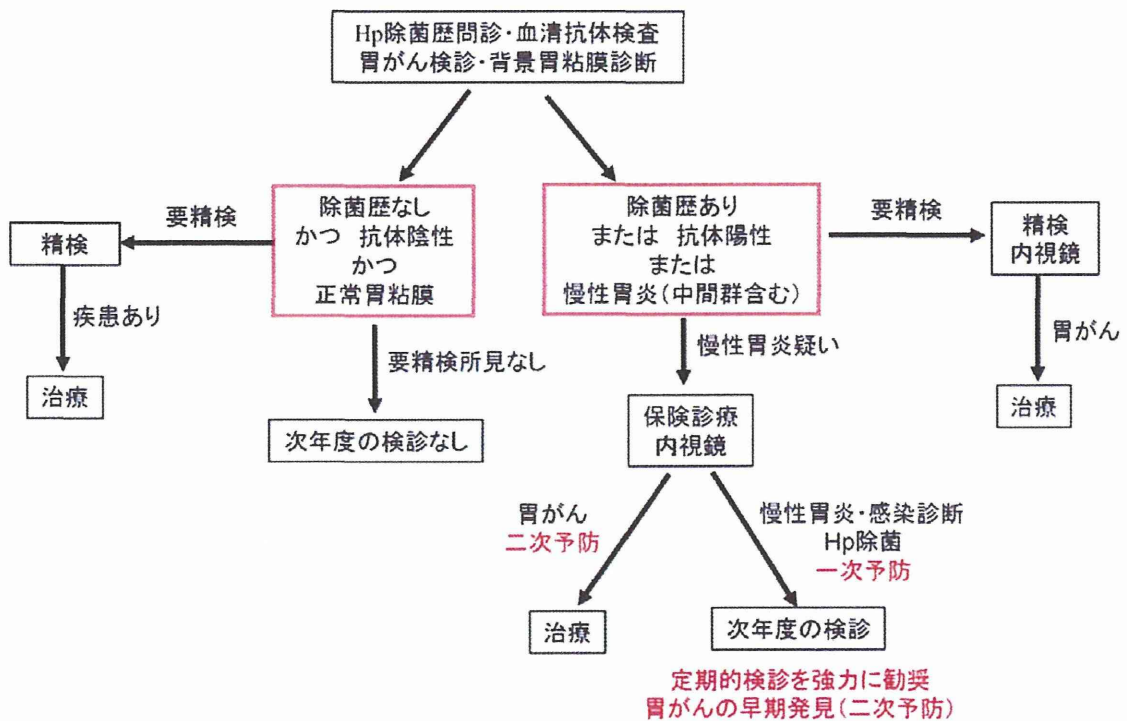 Hp除菌歴問診・血清抗体検査
胃がん検診・背景胃粘膜診断
除菌歴なし
かつ 抗体陰性
かつ
正常胃粘膜
除菌歴あり
または 抗体陽性
または
慢性胃炎(中間群含む)
要精検
精検
疾患あり
治療
要精検所見なし
次年度の検診なし
要精検
精検
内視鏡
胃がん
治療
慢性胃炎疑い
保険診療
内視鏡
胃がん
二次予防
治療
慢性胃炎・感染診断
Hp除菌
一次予防
次年度の検診
定期的検診を強力に勧奨
胃がんの早期発見(二次予防)